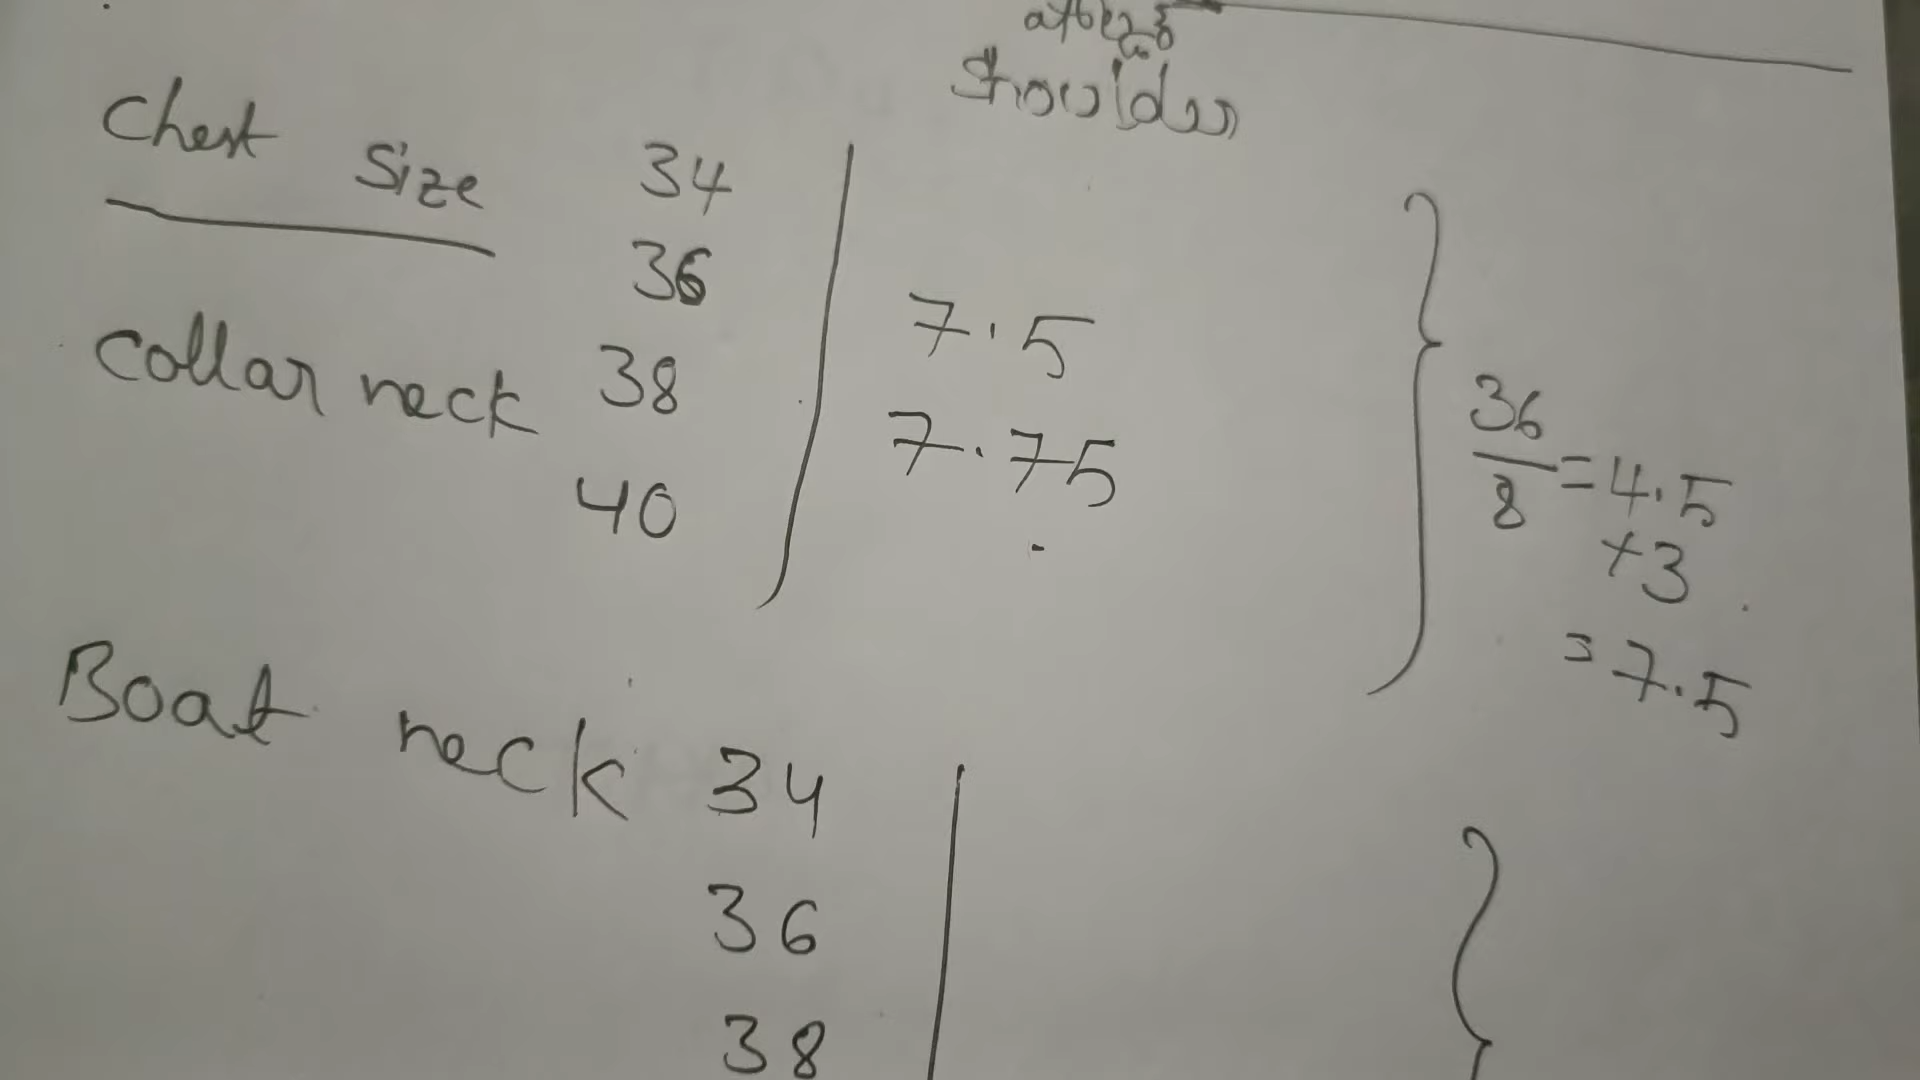 Shoulder
Chest Size 34
36
7.5
Collar neck 38
7.75
40
36/8 = 4.5
+3
= 7.5
Boat neck 34
36
38